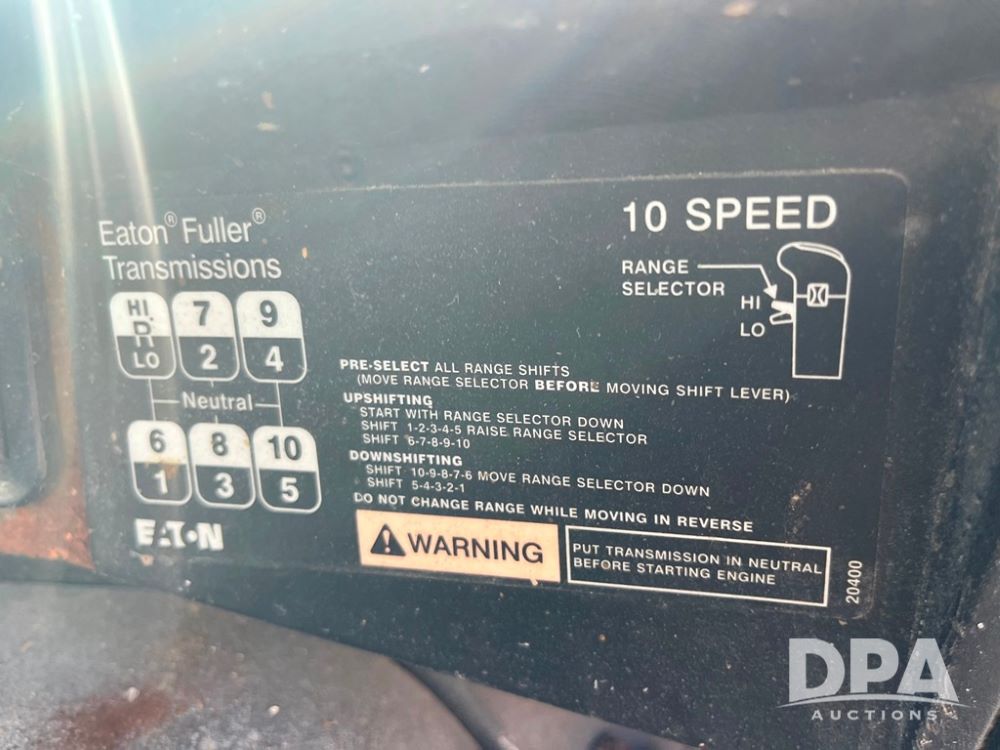 Eaton® Fuller®
Transmissions
HI
R
LO
7
2
9
4
Neutral
6
1
8
3
10
5
EATON
10 SPEED
RANGE
SELECTOR
HI
LO
PRE-SELECT ALL RANGE SHIFTS
(MOVE RANGE SELECTOR BEFORE MOVING SHIFT LEVER)
UPSHIFTING
START WITH RANGE SELECTOR DOWN
SHIFT 1-2-3-4-5 RAISE RANGE SELECTOR
SHIFT 6-7-8-9-10
DOWNSHIFTING
SHIFT 10-9-8-7-6 MOVE RANGE SELECTOR DOWN
SHIFT 5-4-3-2-1
DO NOT CHANGE RANGE WHILE MOVING IN REVERSE
WARNING
PUT TRANSMISSION IN NEUTRAL
BEFORE STARTING ENGINE
20400
DPA
AUCTIONS